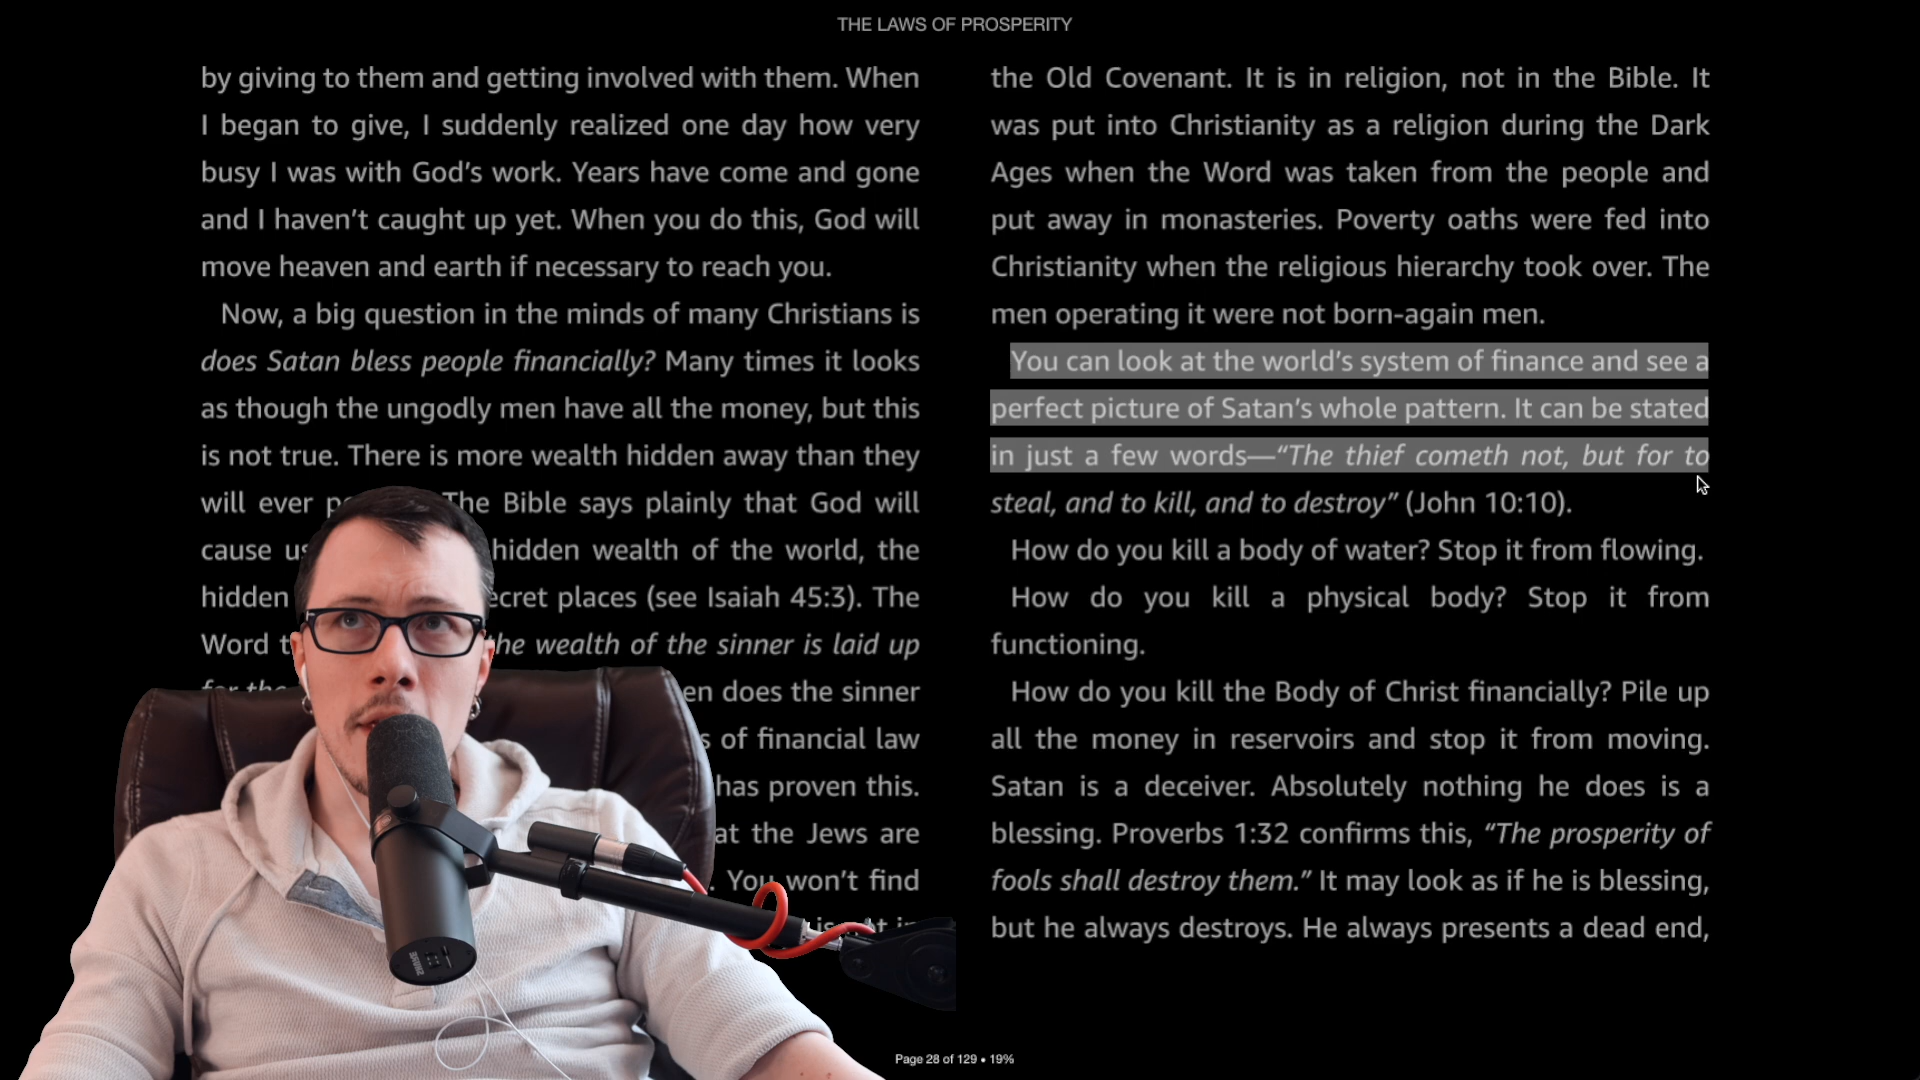 THE LAWS OF PROSPERITY
by giving to them and getting involved with them. When
I began to give, I suddenly realized one day how very
busy I was with God’s work. Years have come and gone
and I haven’t caught up yet. When you do this, God will
move heaven and earth if necessary to reach you.
Now, a big question in the minds of many Christians is
does Satan bless people financially? Many times it looks
as though the ungodly men have all the money, but this
is not true. There is more wealth hidden away than they
will ever The Bible says plainly that God will
cause hidden wealth of the world, the
hidden places (see Isaiah 45:3). The
Word the wealth of the sinner is laid up
for the does the sinner
of financial law
has proven this.
at the Jews are
You won’t find
the Old Covenant. It is in religion, not in the Bible. It
was put into Christianity as a religion during the Dark
Ages when the Word was taken from the people and
put away in monasteries. Poverty oaths were fed into
Christianity when the religious hierarchy took over. The
men operating it were not born-again men.
You can look at the world’s system of finance and see a
perfect picture of Satan’s whole pattern. It can be stated
in just a few words—“The thief cometh not, but for to
steal, and to kill, and to destroy” (John 10:10).
How do you kill a body of water? Stop it from flowing.
How do you kill a physical body? Stop it from
functioning.
How do you kill the Body of Christ financially? Pile up
all the money in reservoirs and stop it from moving.
Satan is a deceiver. Absolutely nothing he does is a
blessing. Proverbs 1:32 confirms this, “The prosperity of
fools shall destroy them.” It may look as if he is blessing,
but he always destroys. He always presents a dead end,
Page 28 of 129 • 19%